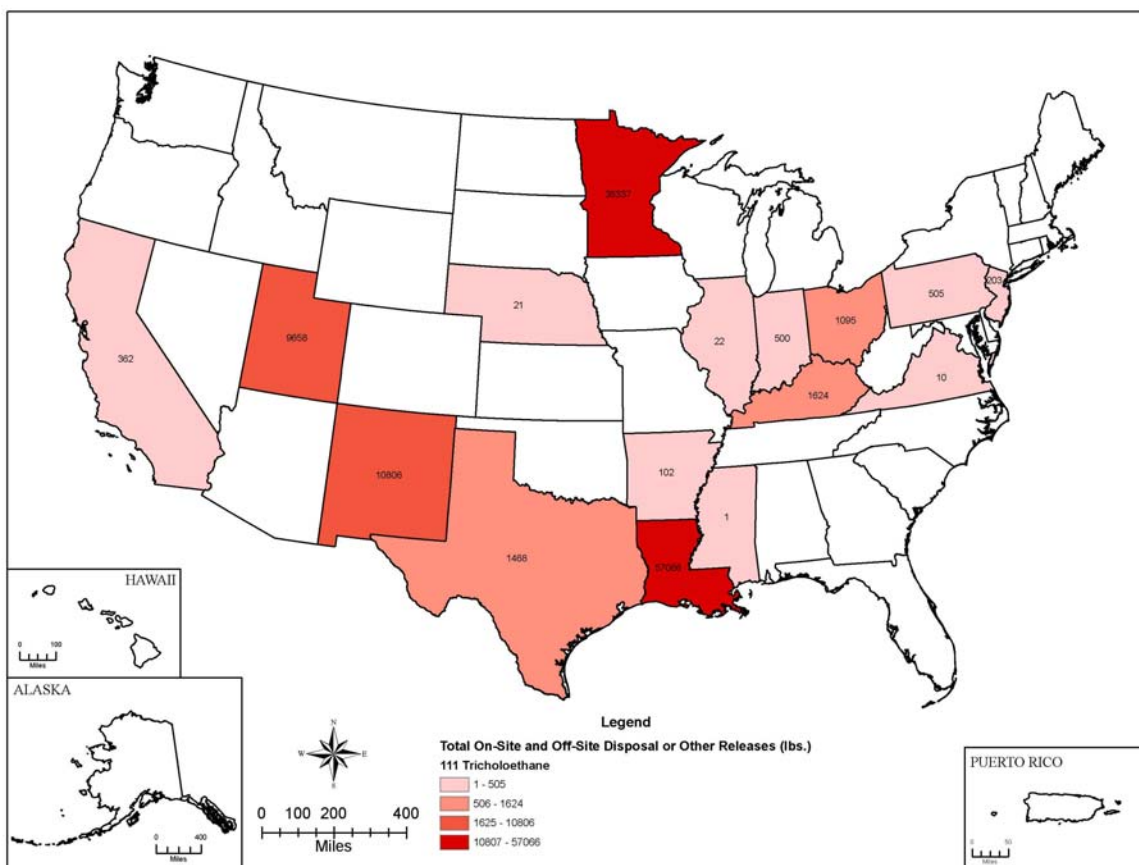 21
203
505
9658
362
22
500
1095
10
1624
10806
102
1
1468
57066
HAWAII
0 100
Miles
ALASKA
0 400
Miles
N
W E
S
0 100 200 400
Miles
Legend
Total On-Site and Off-Site Disposal or Other Releases (lbs.)
111 Tricholoethane
1 - 505
506 - 1624
1625 - 10806
10807 - 57066
PUERTO RICO
0 50
Miles